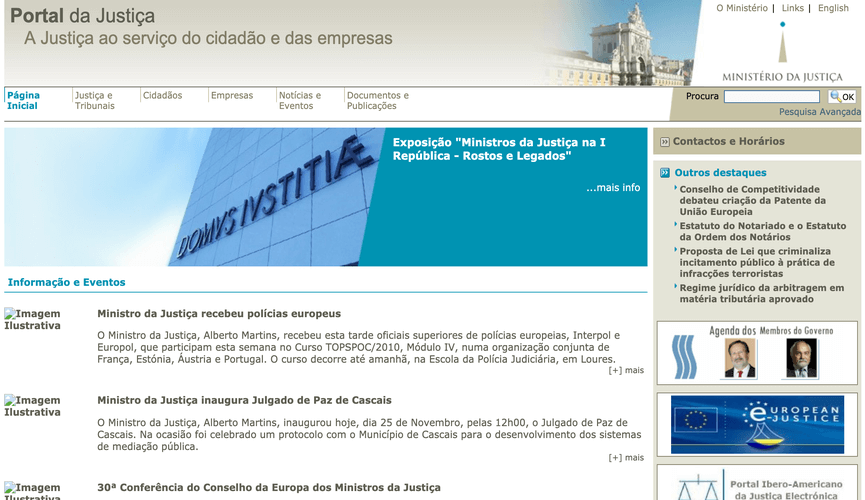 Portal da Justiça
A Justiça ao serviço do cidadão e das empresas
O Ministério | Links | English
MINISTÉRIO DA JUSTIÇA
Página
Inicial
Justiça e
Tribunais
Cidadãos
Empresas
Notícias e
Eventos
Documentos e
Publicações
Procura
OK
Pesquisa Avançada
DOMVS IVSTITIÆ
Exposição "Ministros da Justiça na I
República - Rostos e Legados"
...mais info
Informação e Eventos
Imagem
Ilustrativa
Ministro da Justiça recebeu polícias europeus
O Ministro da Justiça, Alberto Martins, recebeu esta tarde oficiais superiores de polícias europeias, Interpol e
Europol, que participam esta semana no Curso TOPSPOC/2010, Módulo IV, numa organização conjunta de
França, Estónia, Áustria e Portugal. O curso decorre até amanhã, na Escola da Polícia Judiciária, em Loures.
[+] mais
Imagem
Ilustrativa
Ministro da Justiça inaugura Julgado de Paz de Cascais
O Ministro da Justiça, Alberto Martins, inaugurou hoje, dia 25 de Novembro, pelas 12h00, o Julgado de Paz de
Cascais. Na ocasião foi celebrado um protocolo com o Município de Cascais para o desenvolvimento dos sistemas
de mediação pública.
[+] mais
Imagem
Ilustrativa
30ª Conferência do Conselho da Europa dos Ministros da Justiça
Contactos e Horários
Outros destaques
Conselho de Competitividade
debateu criação da Patente da
União Europeia
Estatuto do Notariado e o Estatuto
da Ordem dos Notários
Proposta de Lei que criminaliza
incitamento público à prática de
infracções terroristas
Regime jurídico da arbitragem em
matéria tributária aprovado
Agenda dos Membros do Governo
EUROPEAN
e-JUSTICE
Portal Ibero-Americano
da Justiça Electrónica